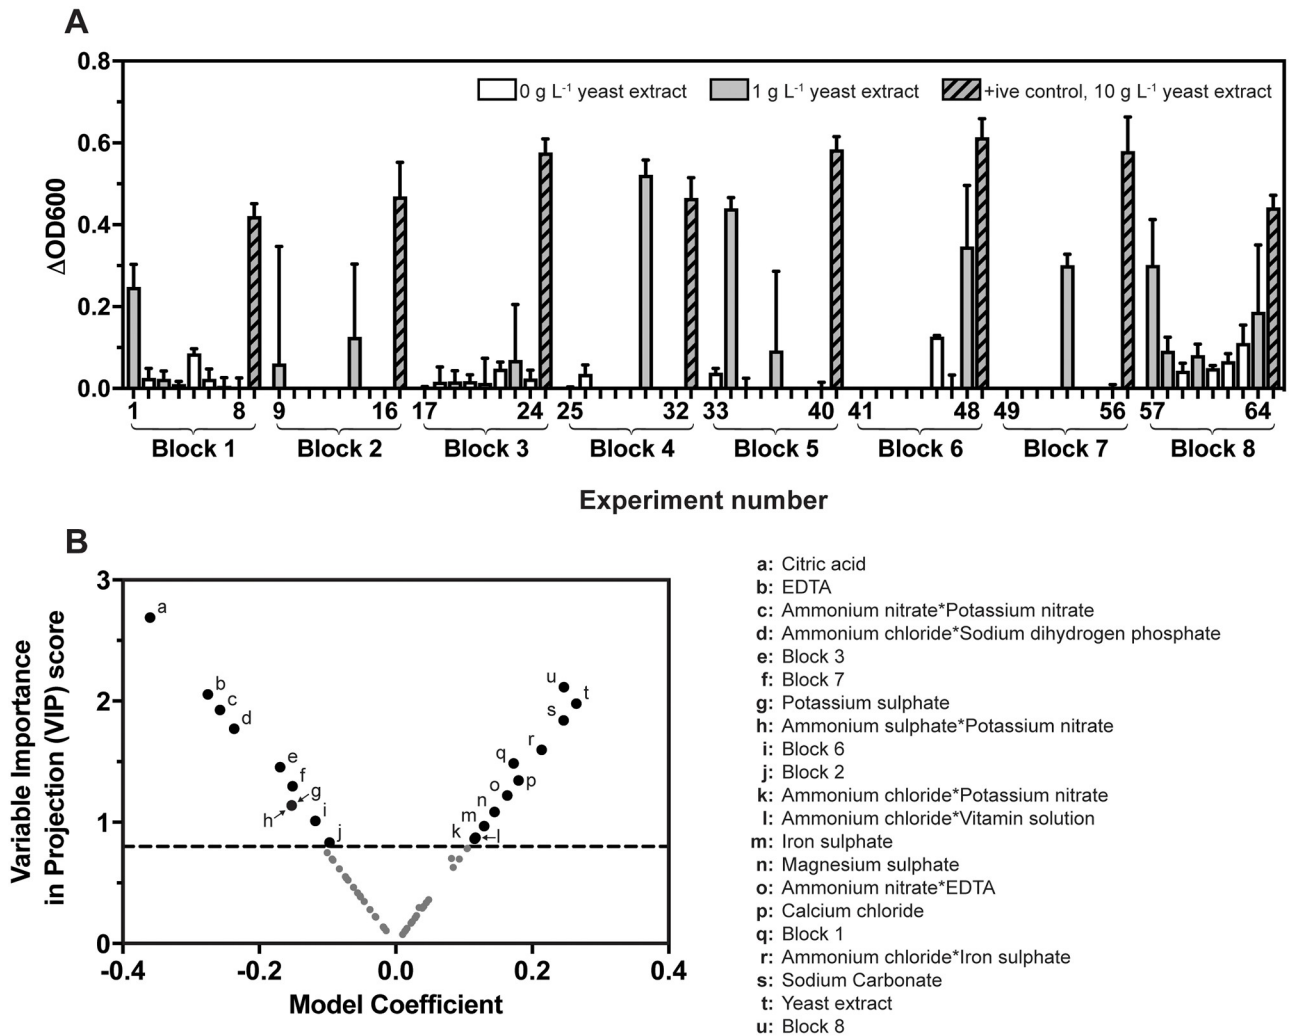 A
0.8
0.6
0.4
0.2
0.0
ΔOD600
0 g L-1 yeast extract
1 g L-1 yeast extract
+ive control, 10 g L-1 yeast extract
1 8 9 16 17 24 25 32 33 40 41 48 49 56 57 64
Block 1 Block 2 Block 3 Block 4 Block 5 Block 6 Block 7 Block 8
Experiment number
B
3
2
1
0
Variable Importance
in Projection (VIP) score
a
b
c
d
e
f
g
h
i
j
k
l
m
n
o
p
q
r
s
t
u
-0.4 -0.2 0.0 0.2 0.4
Model Coefficient
a: Citric acid
b: EDTA
c: Ammonium nitrate*Potassium nitrate
d: Ammonium chloride*Sodium dihydrogen phosphate
e: Block 3
f: Block 7
g: Potassium sulphate
h: Ammonium sulphate*Potassium nitrate
i: Block 6
j: Block 2
k: Ammonium chloride*Potassium nitrate
l: Ammonium chloride*Vitamin solution
m: Iron sulphate
n: Magnesium sulphate
o: Ammonium nitrate*EDTA
p: Calcium chloride
q: Block 1
r: Ammonium chloride*Iron sulphate
s: Sodium Carbonate
t: Yeast extract
u: Block 8